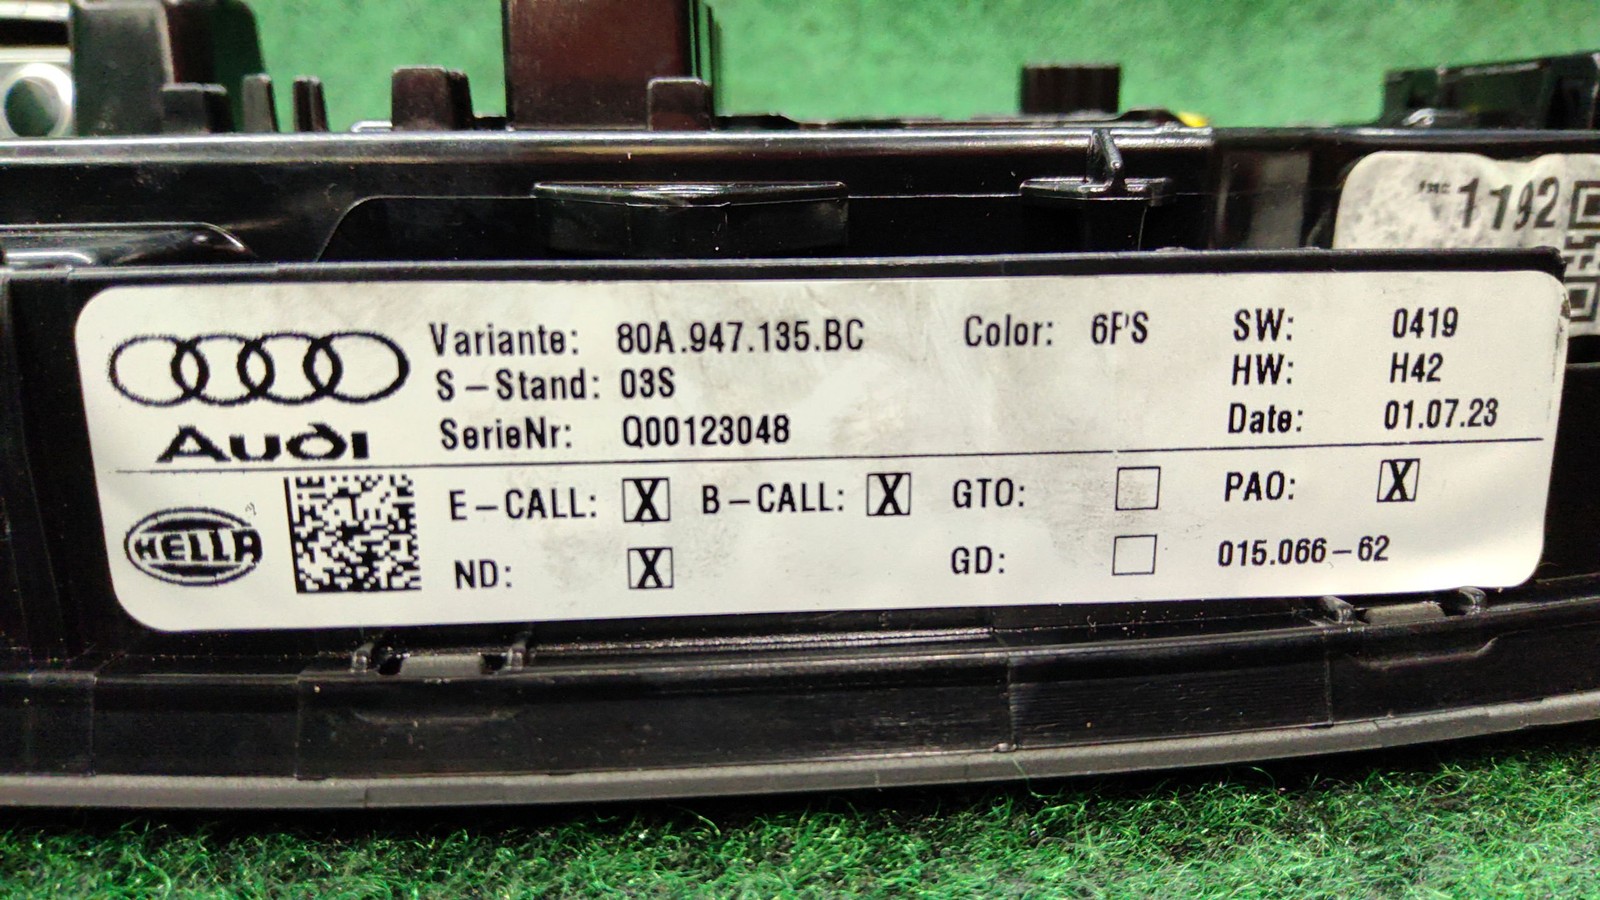 1192
Variante: 80A.947.135.BC Color: 6PS SW: 0419
S-Stand: 03S HW: H42
SerieNr: Q00123048 Date: 01.07.23
Audi
E-CALL: X B-CALL: X GTO: PAO: X
HELLA
ND: X GD: 015.066-62